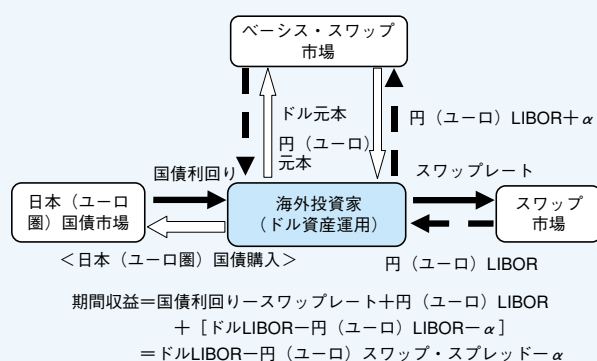 ベーシス・スワップ
市場
ドル元本
円（ユーロ）
元本
円（ユーロ）LIBOR＋α
国債利回り
スワップレート
日本（ユーロ
圏）国債市場
海外投資家
（ドル資産運用）
スワップ
市場
＜日本（ユーロ圏）国債購入＞
円（ユーロ）LIBOR
期間収益＝国債利回り－スワップレート＋円（ユーロ）LIBOR
＋［ドルLIBOR－円（ユーロ）LIBOR－α］
＝ドルLIBOR－円（ユーロ）スワップ・スプレッド－α